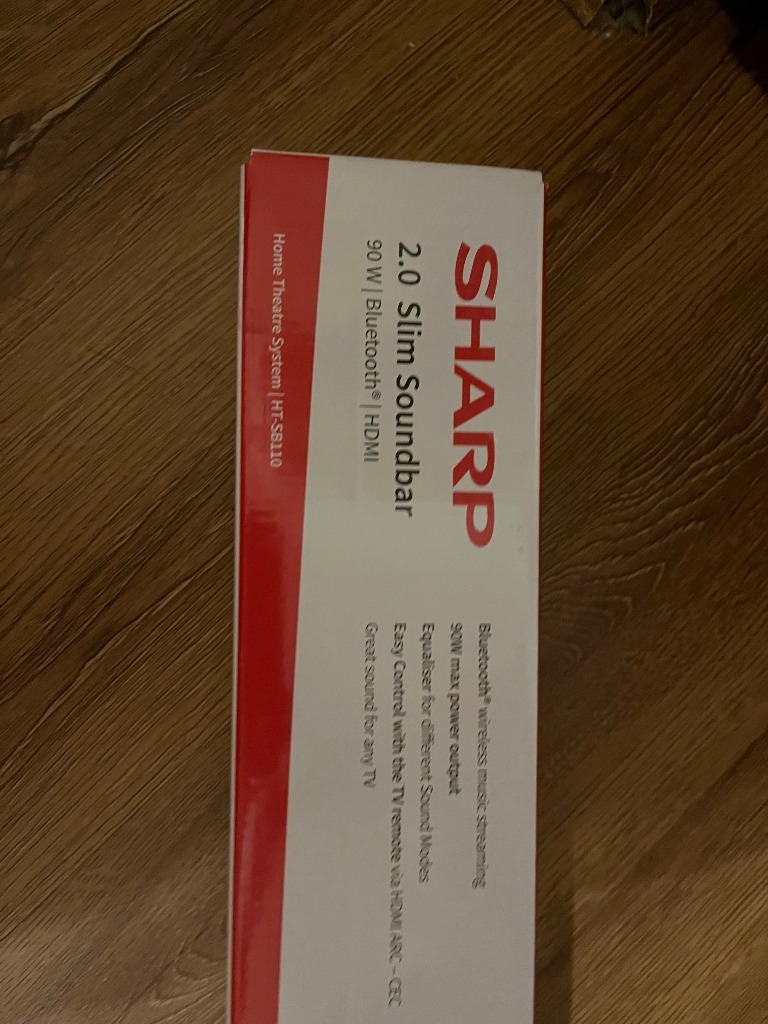 SHARP
2.0 Slim Soundbar
90 W | Bluetooth® | HDMI
Home Theatre System | HT-SB110
Bluetooth® wireless music streaming
90W max power output
Equaliser for different Sound Modes
Easy Control with the TV remote via HDMI ARC – CEC
Great sound for any TV